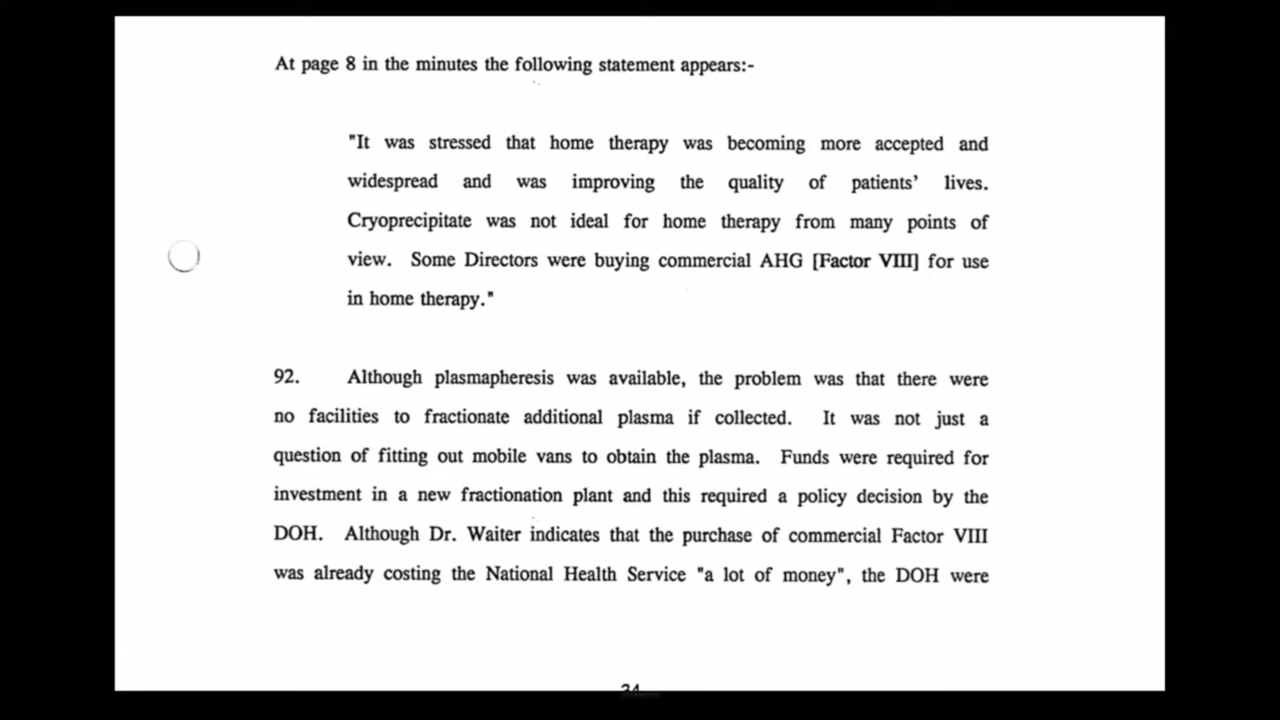 At page 8 in the minutes the following statement appears:-
"It was stressed that home therapy was becoming more accepted and
widespread and was improving the quality of patients' lives.
Cryoprecipitate was not ideal for home therapy from many points of
view. Some Directors were buying commercial AHG [Factor VIII] for use
in home therapy."
92. Although plasmapheresis was available, the problem was that there were
no facilities to fractionate additional plasma if collected. It was not just a
question of fitting out mobile vans to obtain the plasma. Funds were required for
investment in a new fractionation plant and this required a policy decision by the
DOH. Although Dr. Waiter indicates that the purchase of commercial Factor VIII
was already costing the National Health Service "a lot of money", the DOH were